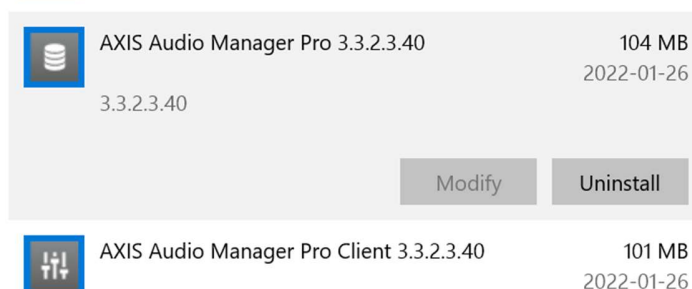 AXIS Audio Manager Pro 3.3.2.3.40 104 MB
2022-01-26
3.3.2.3.40
Modify Uninstall
AXIS Audio Manager Pro Client 3.3.2.3.40 101 MB
2022-01-26